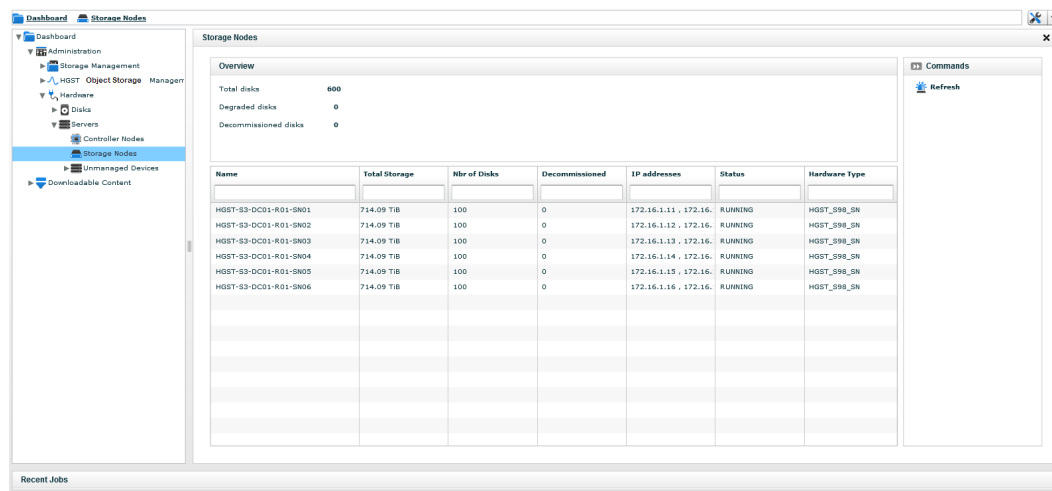 Dashboard Storage Nodes
Dashboard
Administration
Storage Management
HGST Object Storage Managem
Hardware
Disks
Servers
Controller Nodes
Storage Nodes
Unmanaged Devices
Downloadable Content
Storage Nodes
Overview
Total disks 600
Degraded disks 0
Decommissioned disks 0
Commands
Refresh
Name Total Storage Nbr of Disks Decommissioned IP addresses Status Hardware Type
HGST-S3-DC01-R01-SN01 714.09 TiB 100 0 172.16.1.11 , 172.16. RUNNING HGST_S98_SN
HGST-S3-DC01-R01-SN02 714.09 TiB 100 0 172.16.1.12 , 172.16. RUNNING HGST_S98_SN
HGST-S3-DC01-R01-SN03 714.09 TiB 100 0 172.16.1.13 , 172.16. RUNNING HGST_S98_SN
HGST-S3-DC01-R01-SN04 714.09 TiB 100 0 172.16.1.14 , 172.16. RUNNING HGST_S98_SN
HGST-S3-DC01-R01-SN05 714.09 TiB 100 0 172.16.1.15 , 172.16. RUNNING HGST_S98_SN
HGST-S3-DC01-R01-SN06 714.09 TiB 100 0 172.16.1.16 , 172.16. RUNNING HGST_S98_SN
Recent Jobs